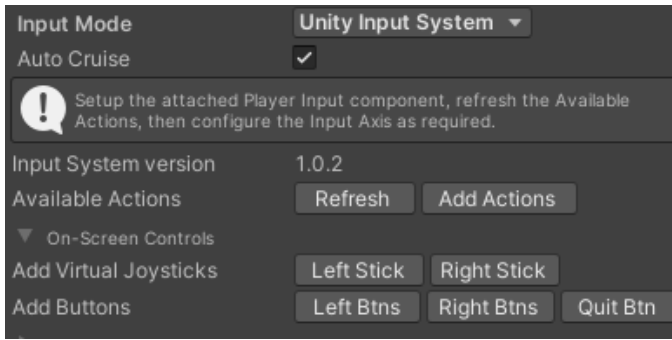 Input Mode Unity Input System
Auto Cruise
Setup the attached Player Input component, refresh the Available
Actions, then configure the Input Axis as required.
Input System version 1.0.2
Available Actions Refresh Add Actions
On-Screen Controls
Add Virtual Joysticks Left Stick Right Stick
Add Buttons Left Btns Right Btns Quit Btn